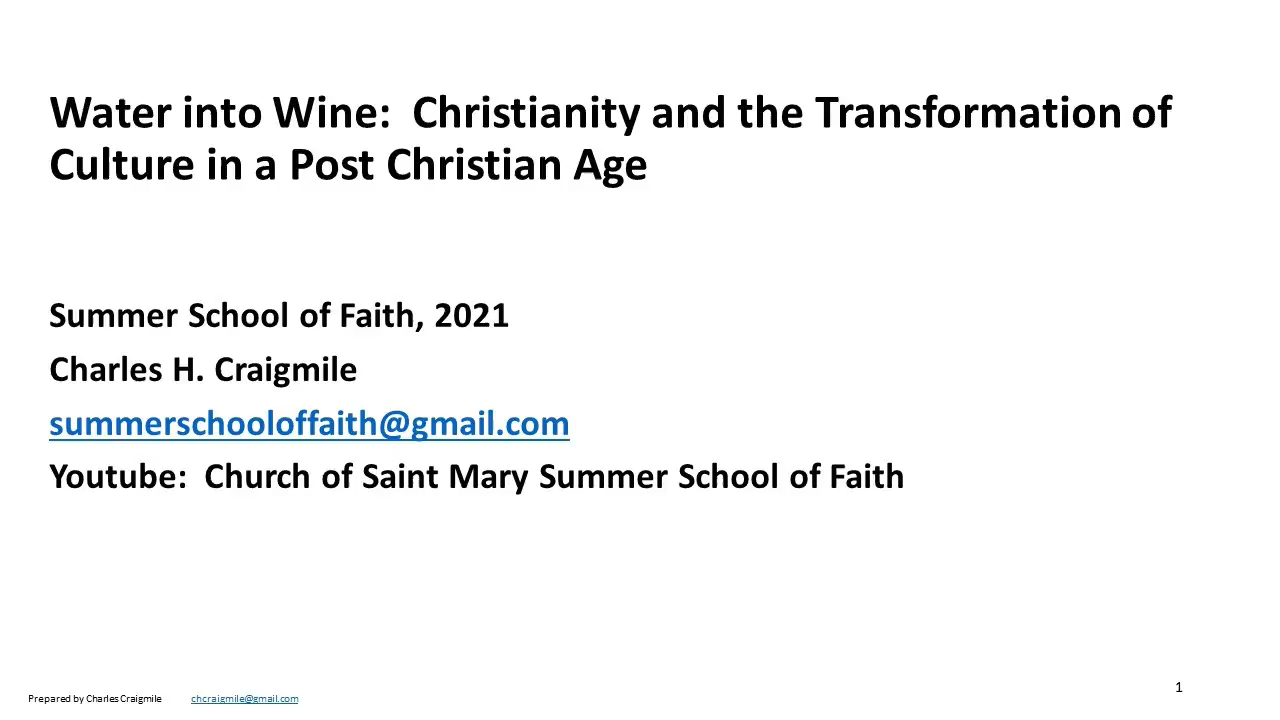 Water into Wine:  Christianity and the Transformation of
Culture in a Post Christian Age
Summer School of Faith, 2021
Charles H. Craigmile
summerschooloffaith@gmail.com
Youtube:  Church of Saint Mary Summer School of Faith
Prepared by Charles Craigmile chcraigmile@gmail.com
1